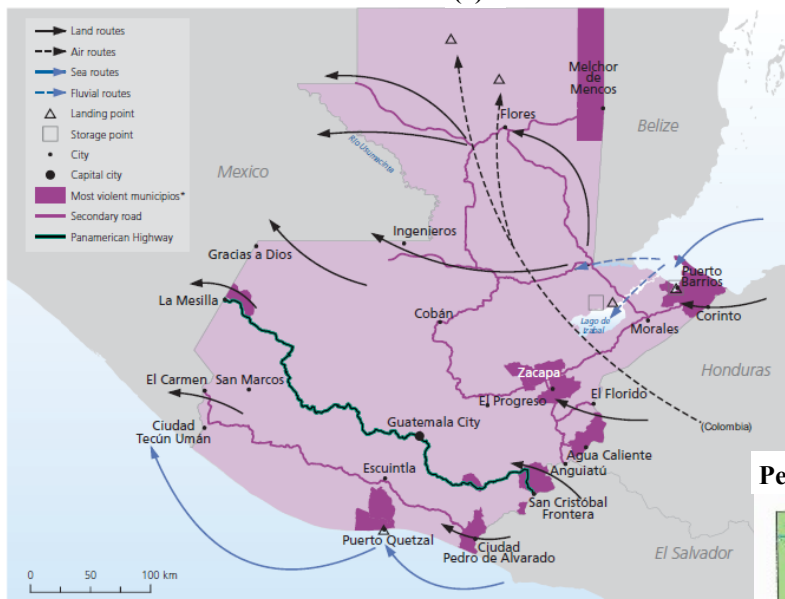 Land routes
Air routes
Sea routes
Fluvial routes
Landing point
Storage point
City
Capital city
Most violent municipios*
Secondary road
Panamerican Highway
Melchor
de
Mencos
Flores
Belize
Río Usumacinta
Mexico
Ingenieros
Gracias a Dios
La Mesilla
Puerto
Barrios
Cobán
Lago de
Izabal
Morales
Corinto
Honduras
Zacapa
El Carmen
San Marcos
El Progreso
El Florido
Ciudad
Tecún Umán
Guatemala City
(Colombia)
Agua Caliente
Anguiatú
Escuintla
San Cristóbal
Frontera
Puerto Quetzal
Ciudad
Pedro de Alvarado
El Salvador
0 50 100 km
Pe